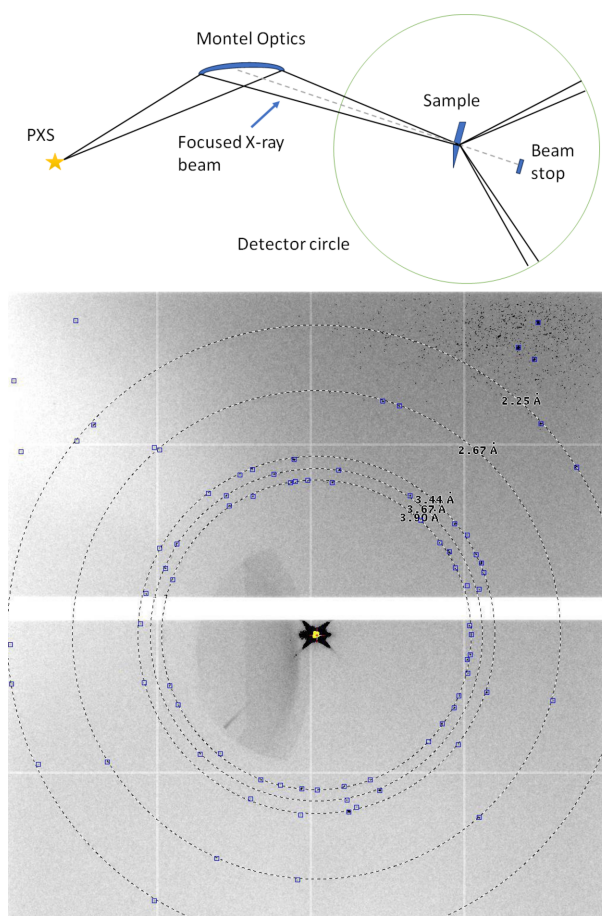 Montel Optics
Sample
PXS
Focused X-ray
beam
Beam
stop
Detector circle
2.25 Å
2.67 Å
3.44 Å
3.67 Å
3.90 Å